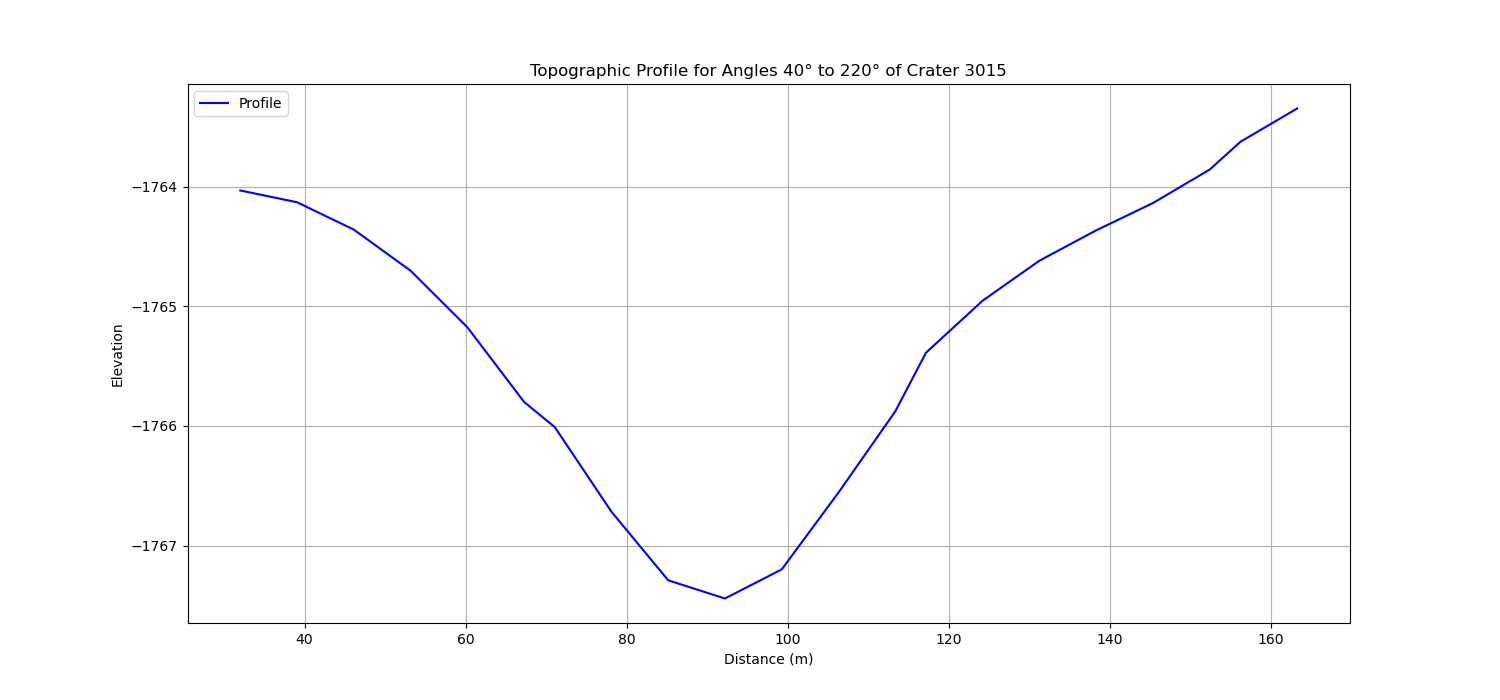 Topographic Profile for Angles 40° to 220° of Crater 3015
Profile
−1764
−1765
−1766
−1767
Elevation
40 60 80 100 120 140 160
Distance (m)